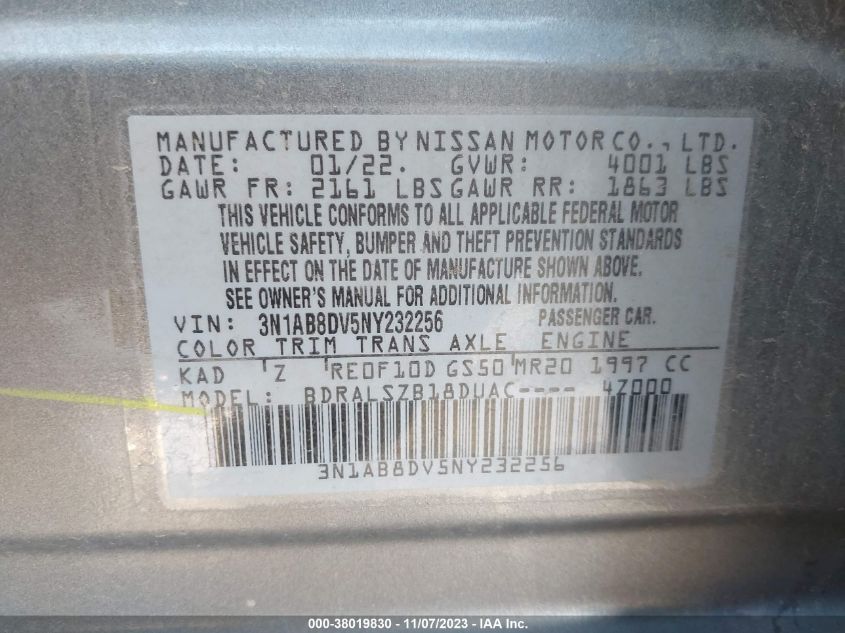 MANUFACTURED BY NISSAN MOTOR CO., LTD.
DATE: 01/22. GVWR: 4001 LBS
GAWR FR: 2161 LBS GAWR RR: 1863 LBS
THIS VEHICLE CONFORMS TO ALL APPLICABLE FEDERAL MOTOR
VEHICLE SAFETY, BUMPER AND THEFT PREVENTION STANDARDS
IN EFFECT ON THE DATE OF MANUFACTURE SHOWN ABOVE.
SEE OWNER'S MANUAL FOR ADDITIONAL INFORMATION.
VIN: 3N1AB8DV5NY232256 PASSENGER CAR.
COLOR TRIM TRANS AXLE ENGINE
KAD Z RE0F10D GS50 MR20 1997 CC
MODEL: BDRALSZB18DUAC---- 4Z000
3N1AB8DV5NY232256
000-38019830 - 11/07/2023 - IAA Inc.